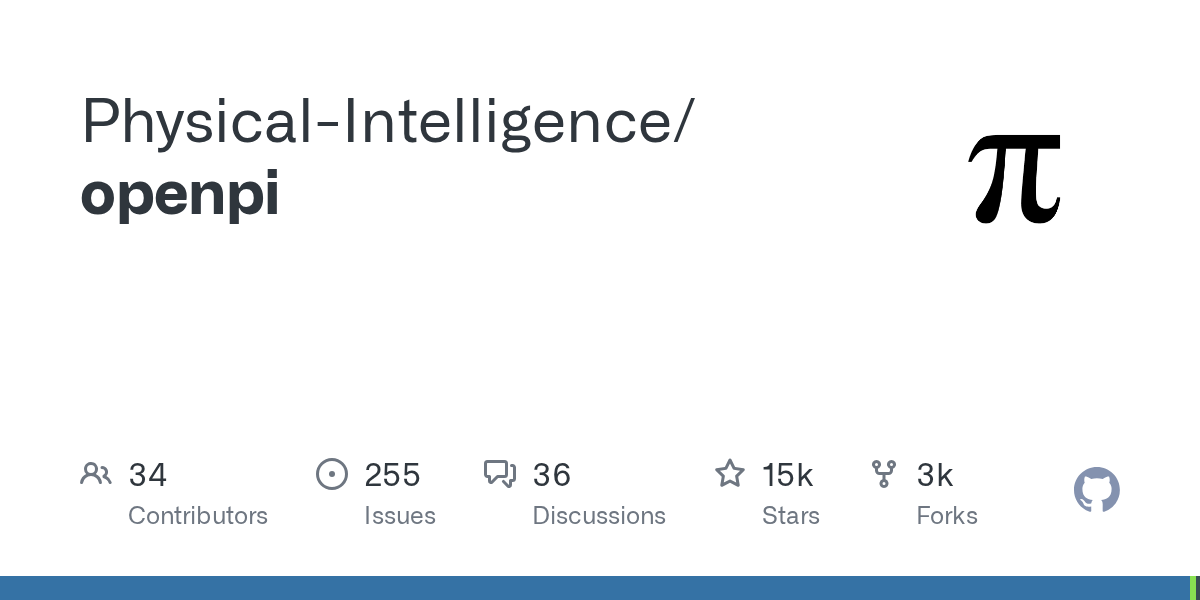 Physical-Intelligence/
openpi
π
34 255 36 15k 3k
Contributors Issues Discussions Stars Forks